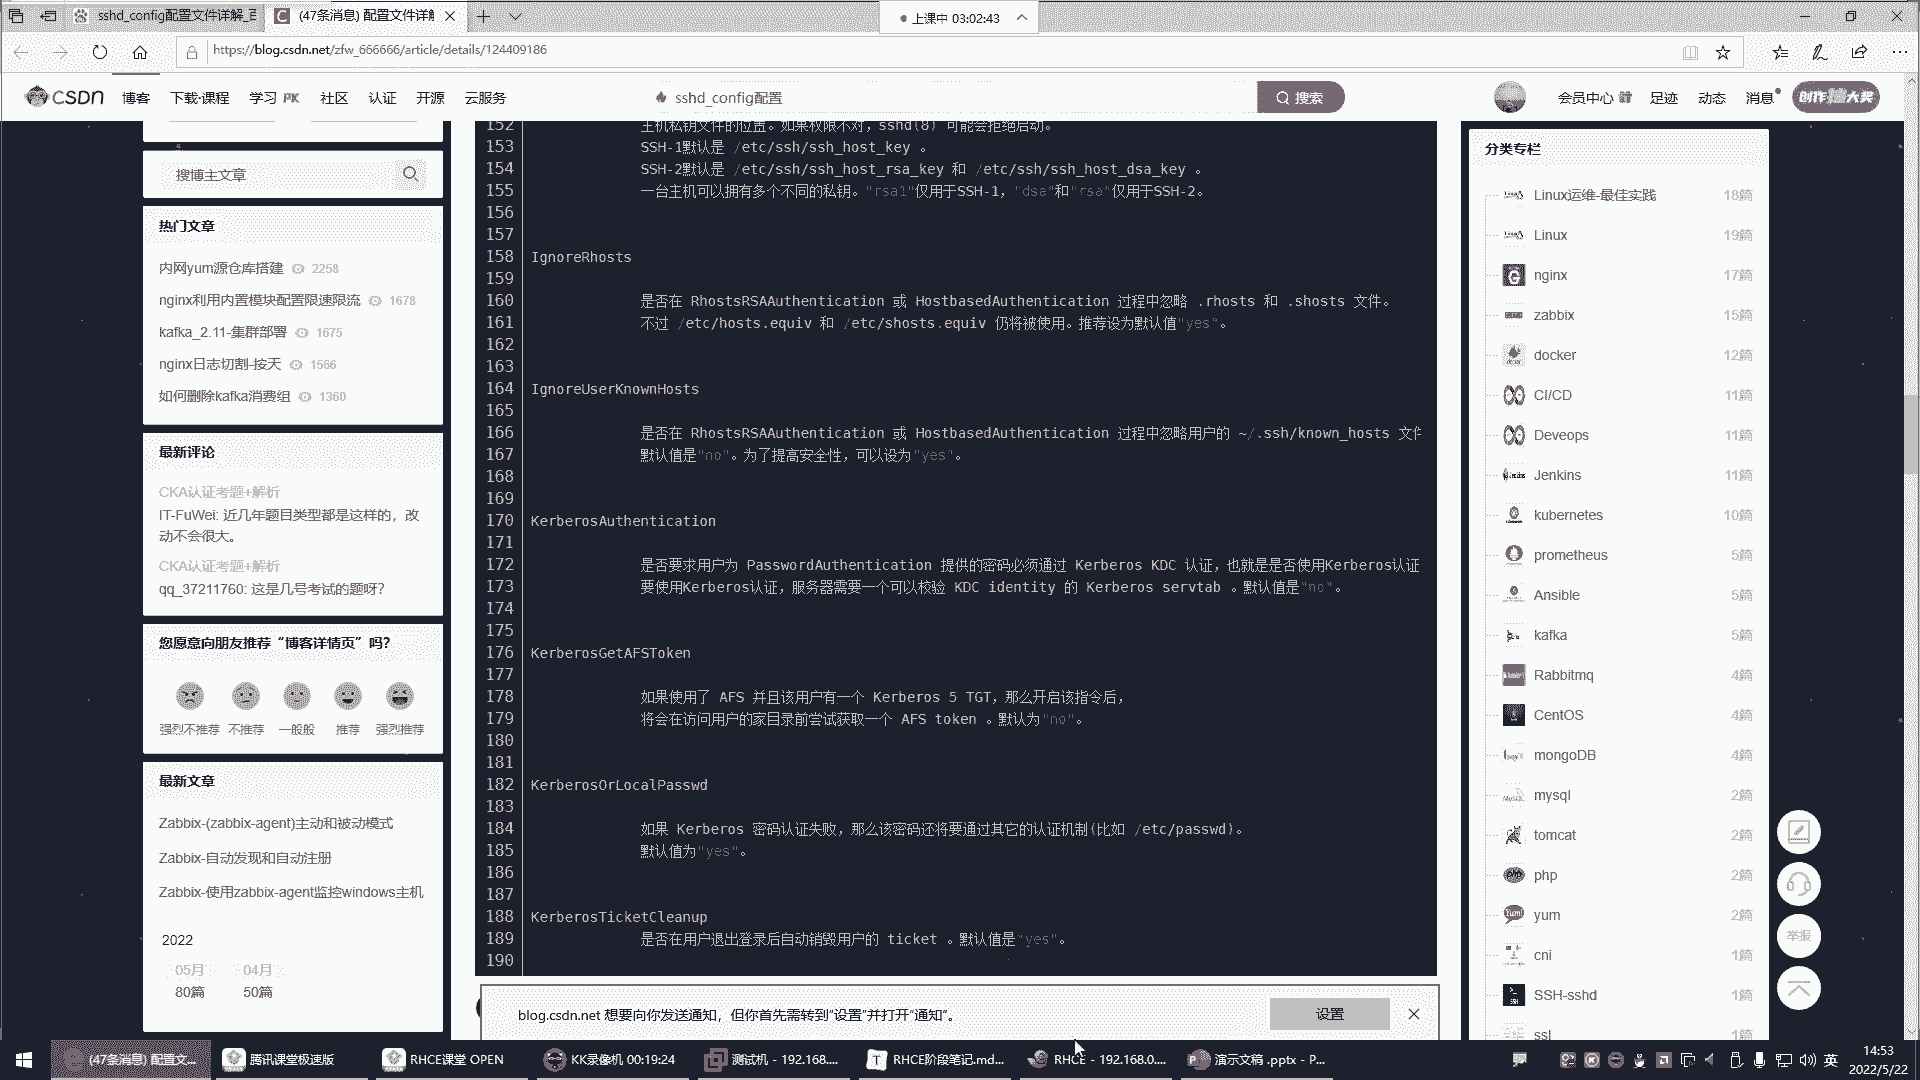 sshd_config配置文件详解_百
(47条消息) 配置文件详解
上课中 03:02:43
https://blog.csdn.net/zfw_666666/article/details/124409186
CSDN 博客 下载·课程 学习 PK 社区 认证 开源 云服务
sshd_config配置
搜索
会员中心 足迹 动态 消息 创作
搜博主文章
热门文章
内网yum源仓库搭建 2258
nginx利用内置模块配置限速限流 1678
kafka_2.11-集群部署 1675
nginx日志切割-按天 1566
如何删除kafka消费组 1360
最新评论
CKA认证考题+解析
IT-FuWei: 近几年题目类型都是这样的，改
动不会很大。
CKA认证考题+解析
qq_37211760: 这是几号考试的题呀？
您愿意向朋友推荐“博客详情页”吗？
强烈不推荐 不推荐 一般般 推荐 强烈推荐
最新文章
Zabbix-(zabbix-agent)主动和被动模式
Zabbix-自动发现和自动注册
Zabbix-使用zabbix-agent监控windows主机
2022
05月 04月
80篇 50篇
152 主机私钥文件的位置。如果权限不对，sshd(8) 可能会拒绝启动。
153 SSH-1默认是 /etc/ssh/ssh_host_key 。
154 SSH-2默认是 /etc/ssh/ssh_host_rsa_key 和 /etc/ssh/ssh_host_dsa_key 。
155 一台主机可以拥有多个不同的私钥。"rsa1"仅用于SSH-1，"dsa"和"rsa"仅用于SSH-2。
156
157
158 IgnoreRhosts
159
160 是否在 RhostsRSAAuthentication 或 HostbasedAuthentication 过程中忽略 .rhosts 和 .shosts 文件。
161 不过 /etc/hosts.equiv 和 /etc/shosts.equiv 仍将被使用。推荐设为默认值"yes"。
162
163
164 IgnoreUserKnownHosts
165
166 是否在 RhostsRSAAuthentication 或 HostbasedAuthentication 过程中忽略用户的 ~/.ssh/known_hosts 文件
167 默认值是"no"。为了提高安全性，可以设为"yes"。
168
169
170 KerberosAuthentication
171
172 是否要求用户为 PasswordAuthentication 提供的密码必须通过 Kerberos KDC 认证，也就是是否使用Kerberos认证
173 要使用Kerberos认证，服务器需要一个可以校验 KDC identity 的 Kerberos servtab 。默认值是"no"。
174
175
176 KerberosGetAFSToken
177
178 如果使用了 AFS 并且该用户有一个 Kerberos 5 TGT，那么开启该指令后，
179 将会在访问用户的家目录前尝试获取一个 AFS token 。默认为"no"。
180
181
182 KerberosOrLocalPasswd
183
184 如果 Kerberos 密码认证失败，那么该密码还将要通过其它的认证机制(比如 /etc/passwd)。
185 默认值为"yes"。
186
187
188 KerberosTicketCleanup
189 是否在用户退出登录后自动销毁用户的 ticket 。默认值是"yes"。
190
blog.csdn.net 想要向你发送通知，但你首先需转到“设置”并打开“通知”。
设置
分类专栏
Linux运维-最佳实践 18篇
Linux 19篇
nginx 17篇
zabbix 15篇
docker 12篇
CI/CD 11篇
Deveops 11篇
Jenkins 11篇
kubernetes 10篇
prometheus 5篇
Ansible 5篇
kafka 5篇
Rabbitmq 4篇
CentOS 4篇
mongoDB 4篇
mysql 2篇
tomcat 2篇
php 2篇
yum 2篇
cni 1篇
SSH-sshd 1篇
ssl 1篇
举报
(47条消息) 配置文...
腾讯课堂极速版
RHCE课堂 OPEN
KK录像机 00:19:24
测试机 - 192.168....
RHCE阶段笔记.md...
RHCE - 192.168.0....
演示文稿 .pptx - P...
英
14:53
2022/5/22